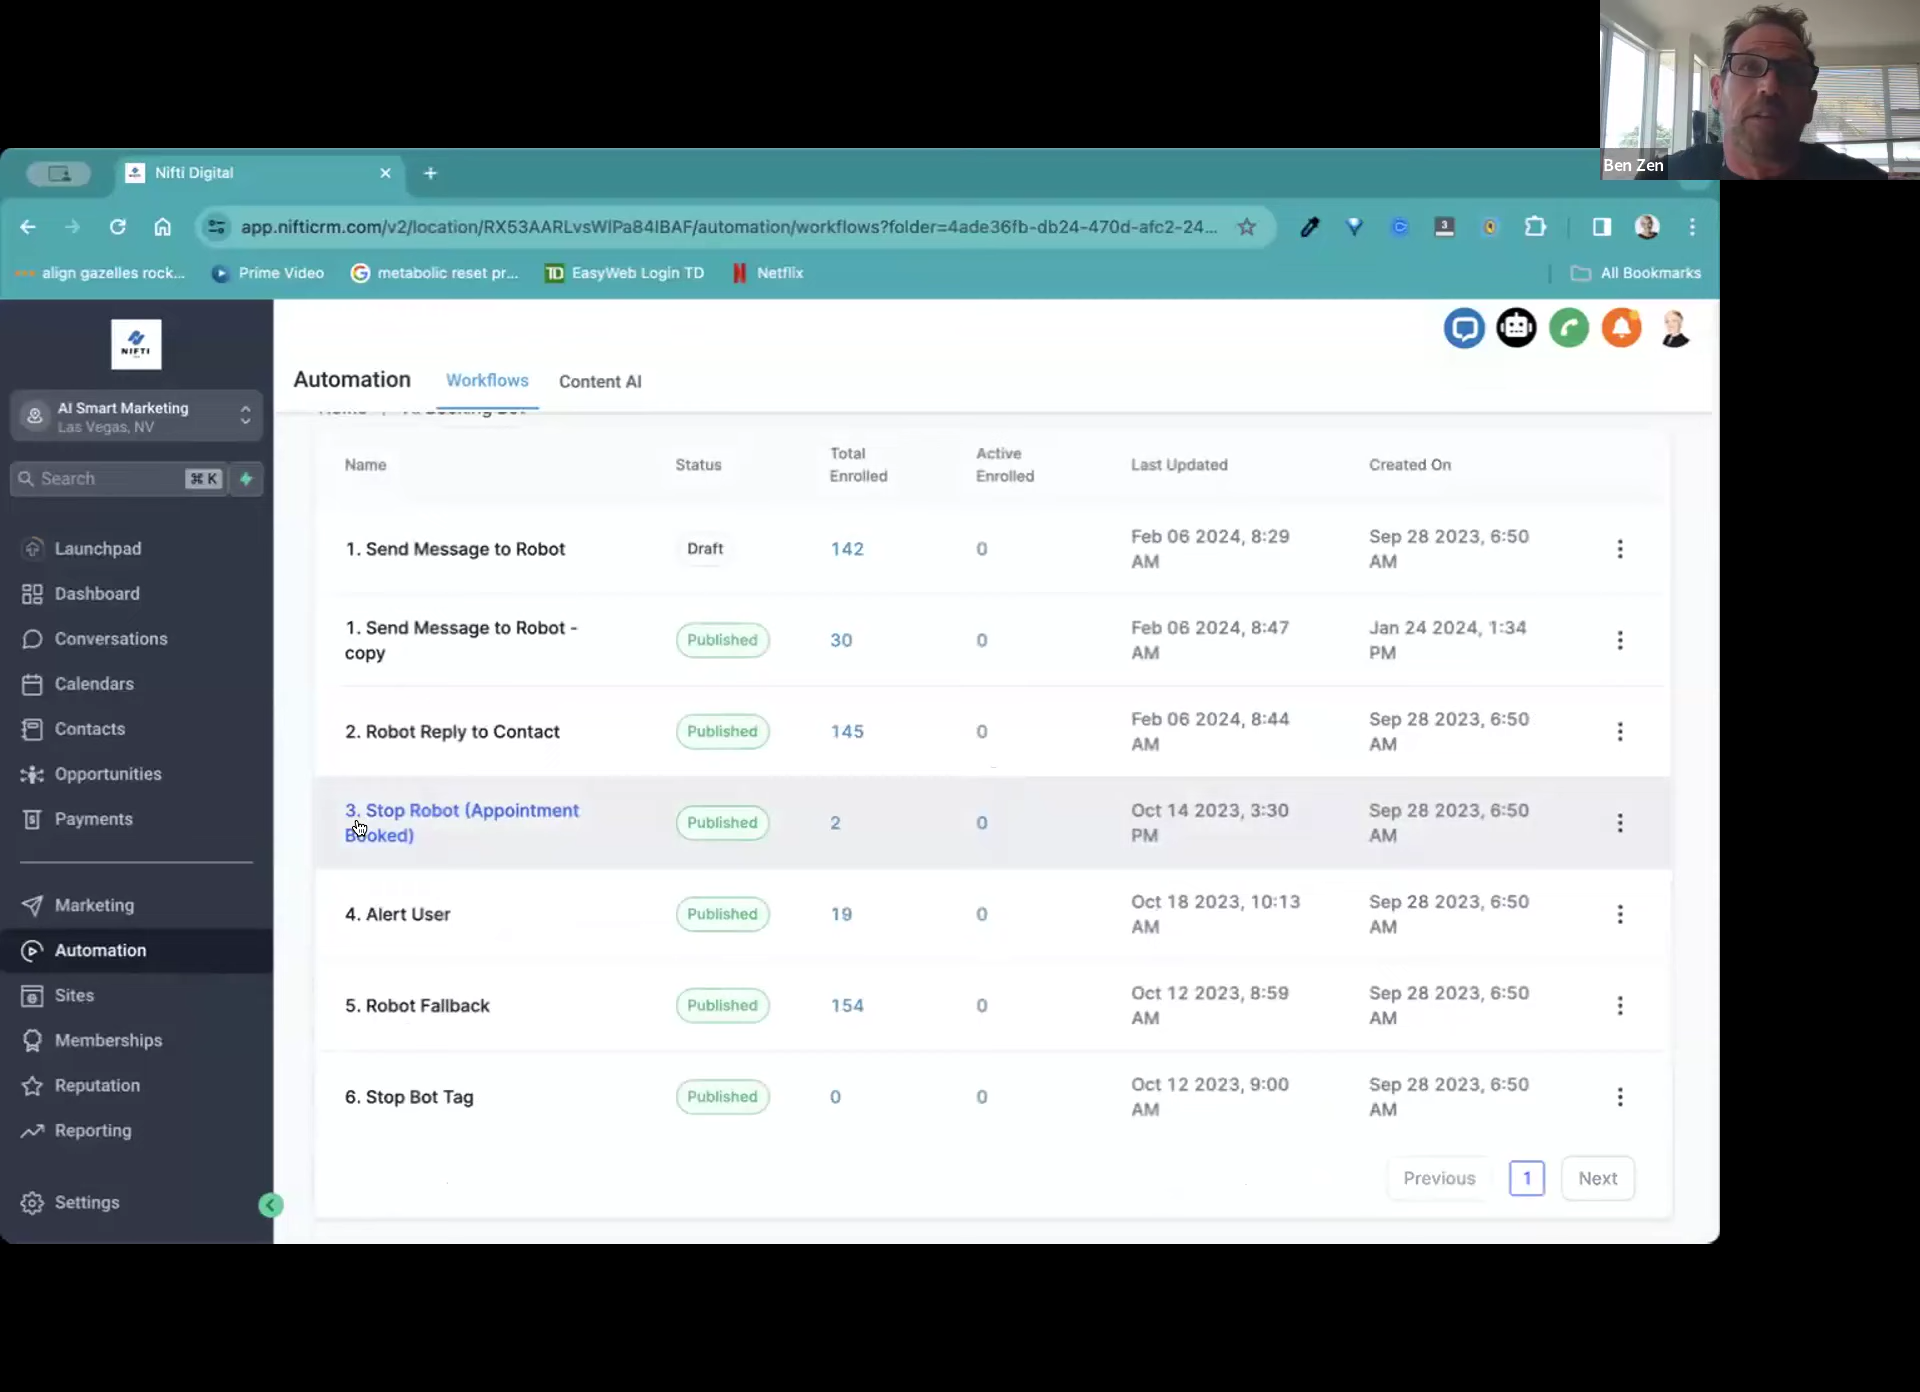 Ben Zen
Nifti Digital
app.nifticrm.com/v2/location/RX53AARLvsWlPa84IBAF/automation/workflows?folder=4ade36fb-db24-470d-afc2-24...
3
align gazelles rock...
Prime Video
metabolic reset pr...
TD
EasyWeb Login TD
Netflix
All Bookmarks
NIFTI
AI Smart Marketing
Las Vegas, NV
Search
⌘ K
Launchpad
Dashboard
Conversations
Calendars
Contacts
Opportunities
Payments
Marketing
Automation
Sites
Memberships
Reputation
Reporting
Settings
Automation
Workflows
Content AI
Name
Status
Total
Enrolled
Active
Enrolled
Last Updated
Created On
1. Send Message to Robot
Draft
142
0
Feb 06 2024, 8:29
AM
Sep 28 2023, 6:50
AM
1. Send Message to Robot -
copy
Published
30
0
Feb 06 2024, 8:47
AM
Jan 24 2024, 1:34
PM
2. Robot Reply to Contact
Published
145
0
Feb 06 2024, 8:44
AM
Sep 28 2023, 6:50
AM
3. Stop Robot (Appointment
Booked)
Published
2
0
Oct 14 2023, 3:30
PM
Sep 28 2023, 6:50
AM
4. Alert User
Published
19
0
Oct 18 2023, 10:13
AM
Sep 28 2023, 6:50
AM
5. Robot Fallback
Published
154
0
Oct 12 2023, 8:59
AM
Sep 28 2023, 6:50
AM
6. Stop Bot Tag
Published
0
0
Oct 12 2023, 9:00
AM
Sep 28 2023, 6:50
AM
Previous
1
Next